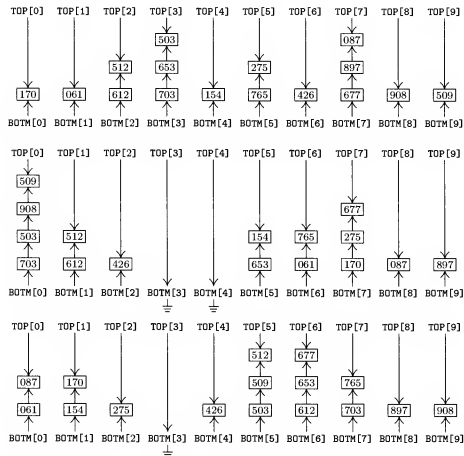 TOP[0] TOP[1] TOP[2] TOP[3] TOP[4] TOP[5] TOP[6] TOP[7] TOP[8] TOP[9]
503 087
512 653 275 897
170 061 612 703 154 765 426 677 908 509
BOTM[0] BOTM[1] BOTM[2] BOTM[3] BOTM[4] BOTM[5] BOTM[6] BOTM[7] BOTM[8] BOTM[9]
TOP[0] TOP[1] TOP[2] TOP[3] TOP[4] TOP[5] TOP[6] TOP[7] TOP[8] TOP[9]
509
908 677
503 512 154 765 275
703 612 426 653 061 170 087 897
BOTM[0] BOTM[1] BOTM[2] BOTM[3] BOTM[4] BOTM[5] BOTM[6] BOTM[7] BOTM[8] BOTM[9]
TOP[0] TOP[1] TOP[2] TOP[3] TOP[4] TOP[5] TOP[6] TOP[7] TOP[8] TOP[9]
512 677
087 170 509 653 765
061 154 275 426 503 612 703 897 908
BOTM[0] BOTM[1] BOTM[2] BOTM[3] BOTM[4] BOTM[5] BOTM[6] BOTM[7] BOTM[8] BOTM[9]